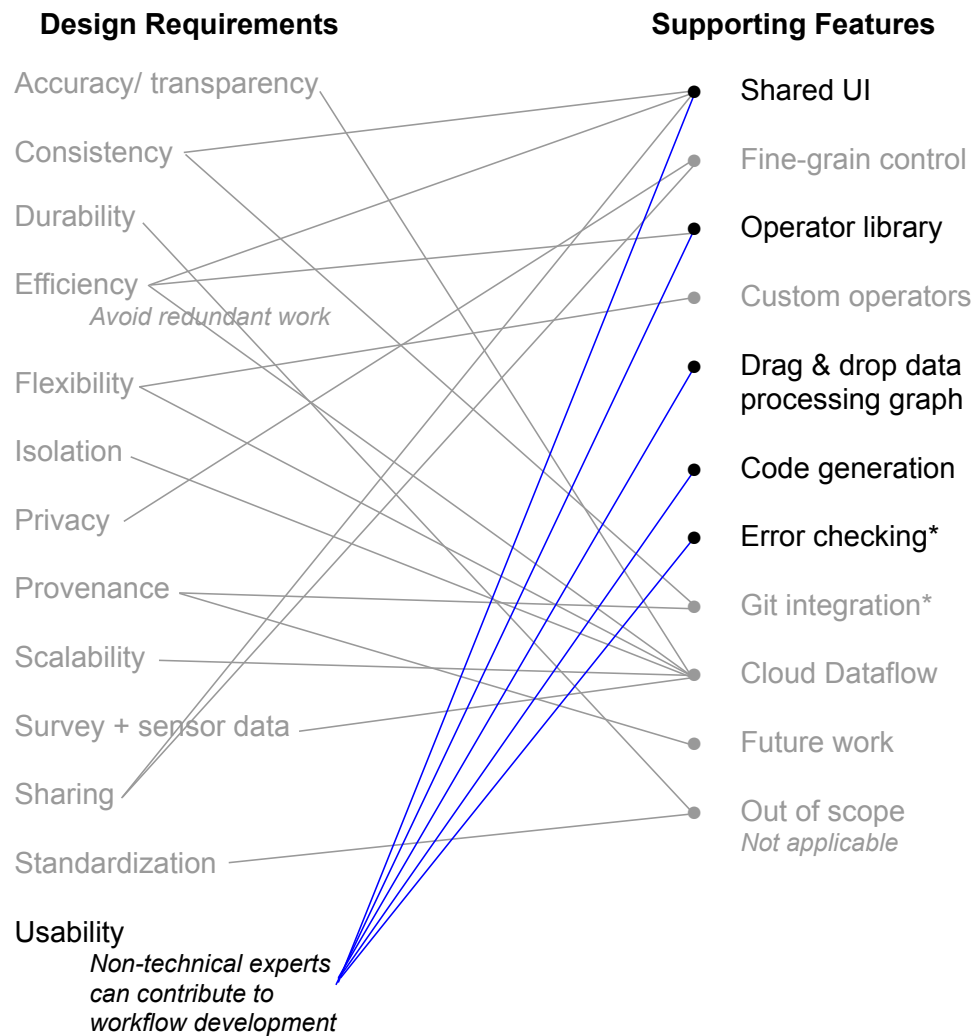 Design Requirements
Accuracy/ transparency
Consistency
Durability
Efficiency
Avoid redundant work
Flexibility
Isolation
Privacy
Provenance
Scalability
Survey + sensor data
Sharing
Standardization
Usability
Non-technical experts
can contribute to
workflow development
Supporting Features
Shared UI
Fine-grain control
Operator library
Custom operators
Drag & drop data
processing graph
Code generation
Error checking*
Git integration*
Cloud Dataflow
Future work
Out of scope
Not applicable